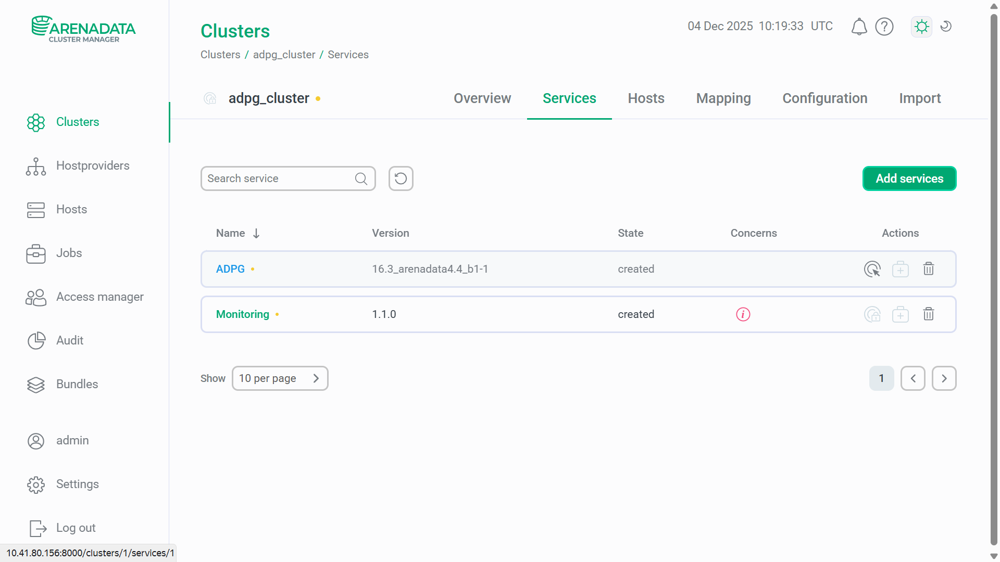 ARENADATA
CLUSTER MANAGER
Clusters
Hostproviders
Hosts
Jobs
Access manager
Audit
Bundles
admin
Settings
Log out
10.41.80.156:8000/clusters/1/services/1
Clusters
04 Dec 2025 10:19:33 UTC
Clusters / adpg_cluster / Services
adpg_cluster
Overview
Services
Hosts
Mapping
Configuration
Import
Search service
Add services
Name Version State Concerns Actions
ADPG 16.3_arenadata4.4_b1-1 created
Monitoring 1.1.0 created i
Show 10 per page 1